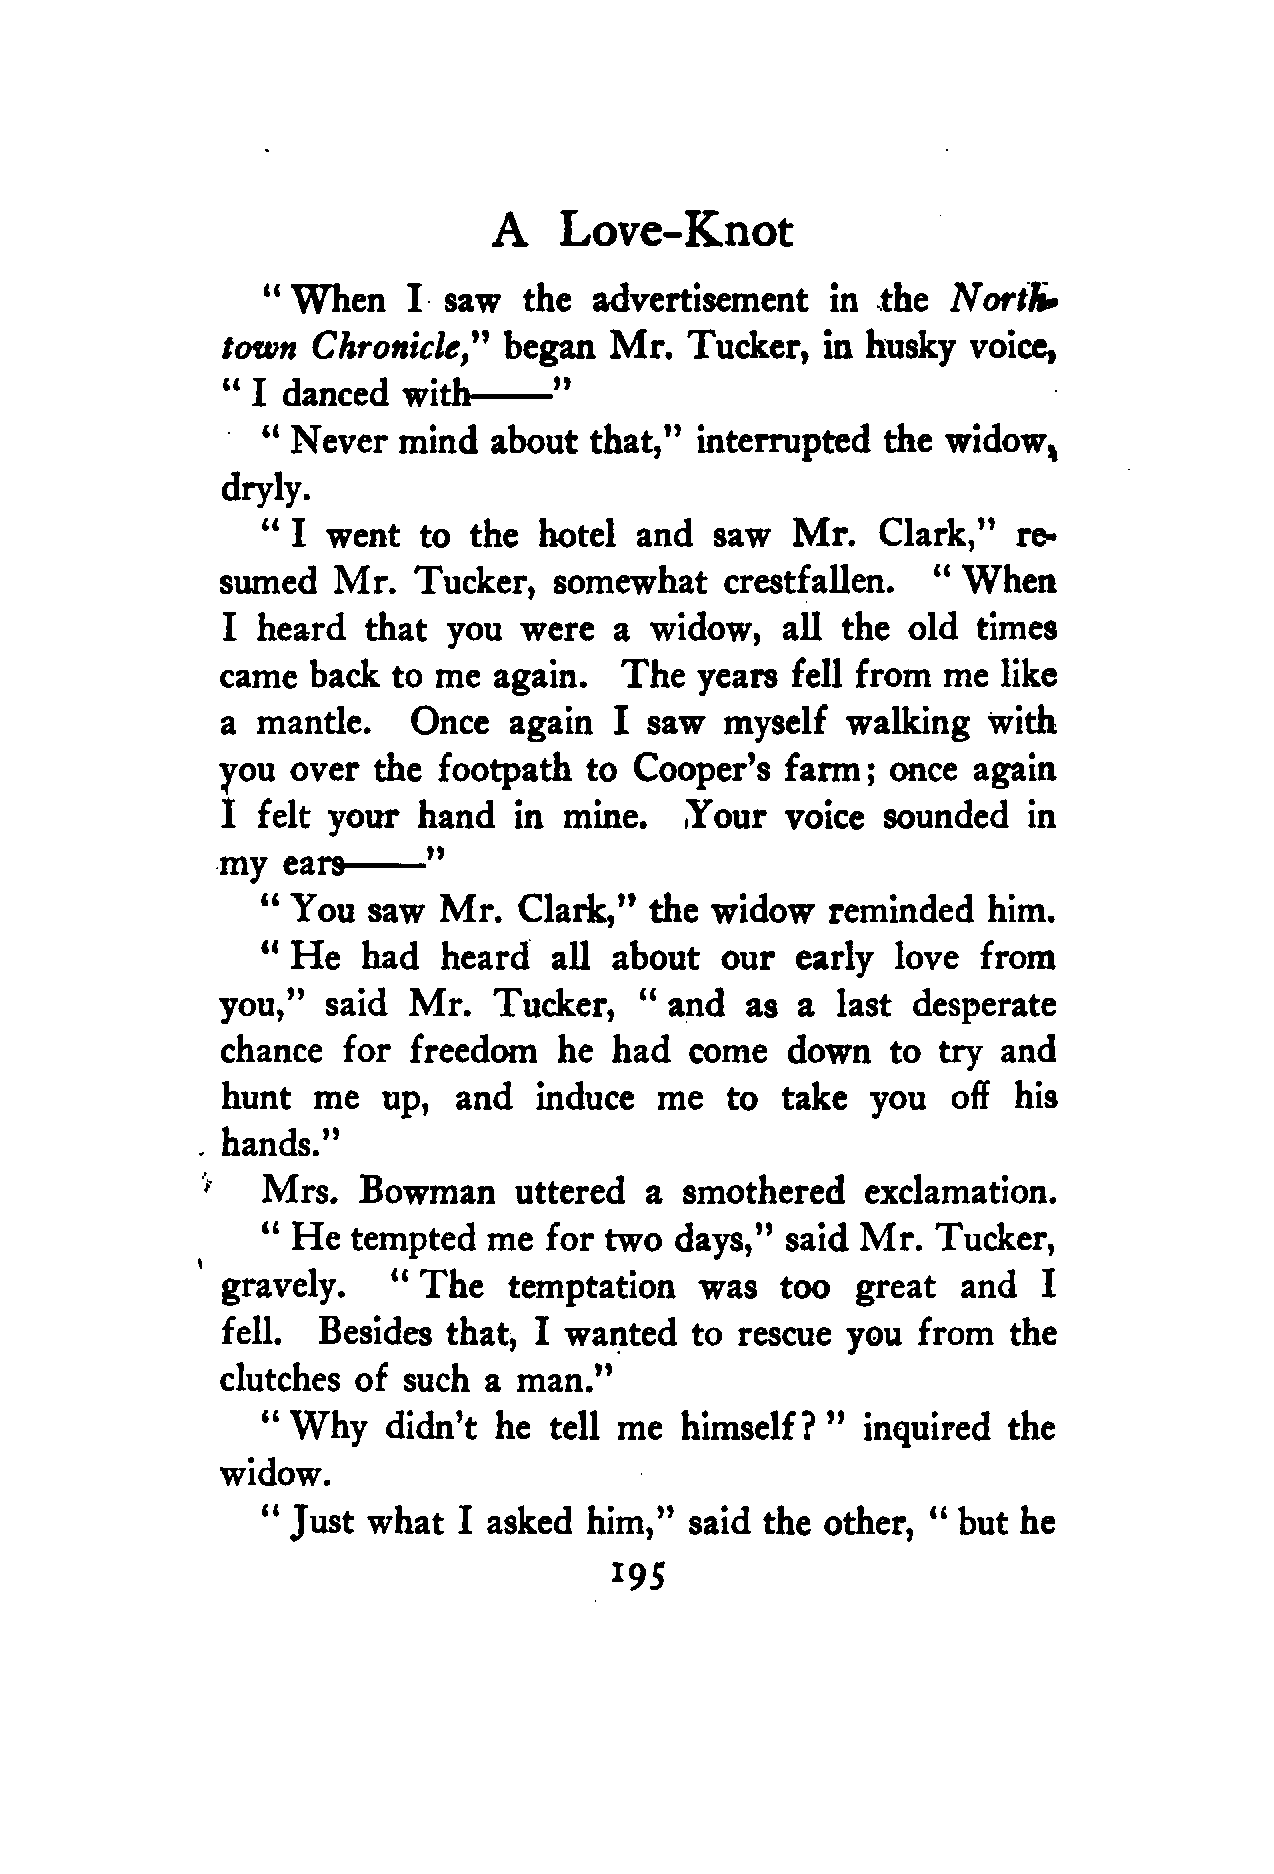 A Love-Knot
“ When I saw the advertisement in the North-
town Chronicle,” began Mr. Tucker, in husky voice,
“ I danced with——”
“ Never mind about that,” interrupted the widow,
dryly.
“ I went to the hotel and saw Mr. Clark,” re-
sumed Mr. Tucker, somewhat crestfallen. “ When
I heard that you were a widow, all the old times
came back to me again. The years fell from me like
a mantle. Once again I saw myself walking with
you over the footpath to Cooper’s farm; once again
I felt your hand in mine. Your voice sounded in
my ears——”
“ You saw Mr. Clark,” the widow reminded him.
“ He had heard all about our early love from
you,” said Mr. Tucker, “ and as a last desperate
chance for freedom he had come down to try and
hunt me up, and induce me to take you off his
hands.”
Mrs. Bowman uttered a smothered exclamation.
“ He tempted me for two days,” said Mr. Tucker,
gravely. “ The temptation was too great and I
fell. Besides that, I wanted to rescue you from the
clutches of such a man.”
“ Why didn’t he tell me himself? ” inquired the
widow.
“ Just what I asked him,” said the other, “ but he
195